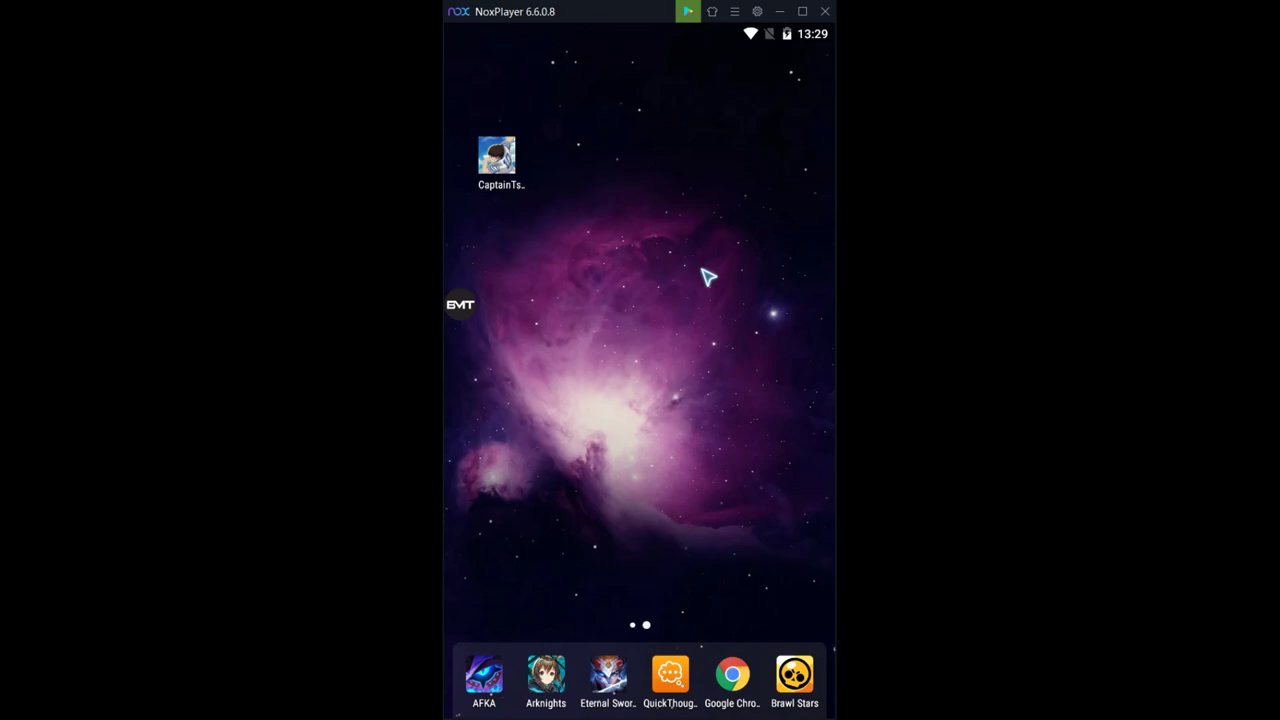 nox NoxPlayer 6.6.0.8
13:29
CaptainTs..
EMT
AFKA
Arknights
Eternal Swor..
QuickThoug..
Google Chro..
Brawl Stars